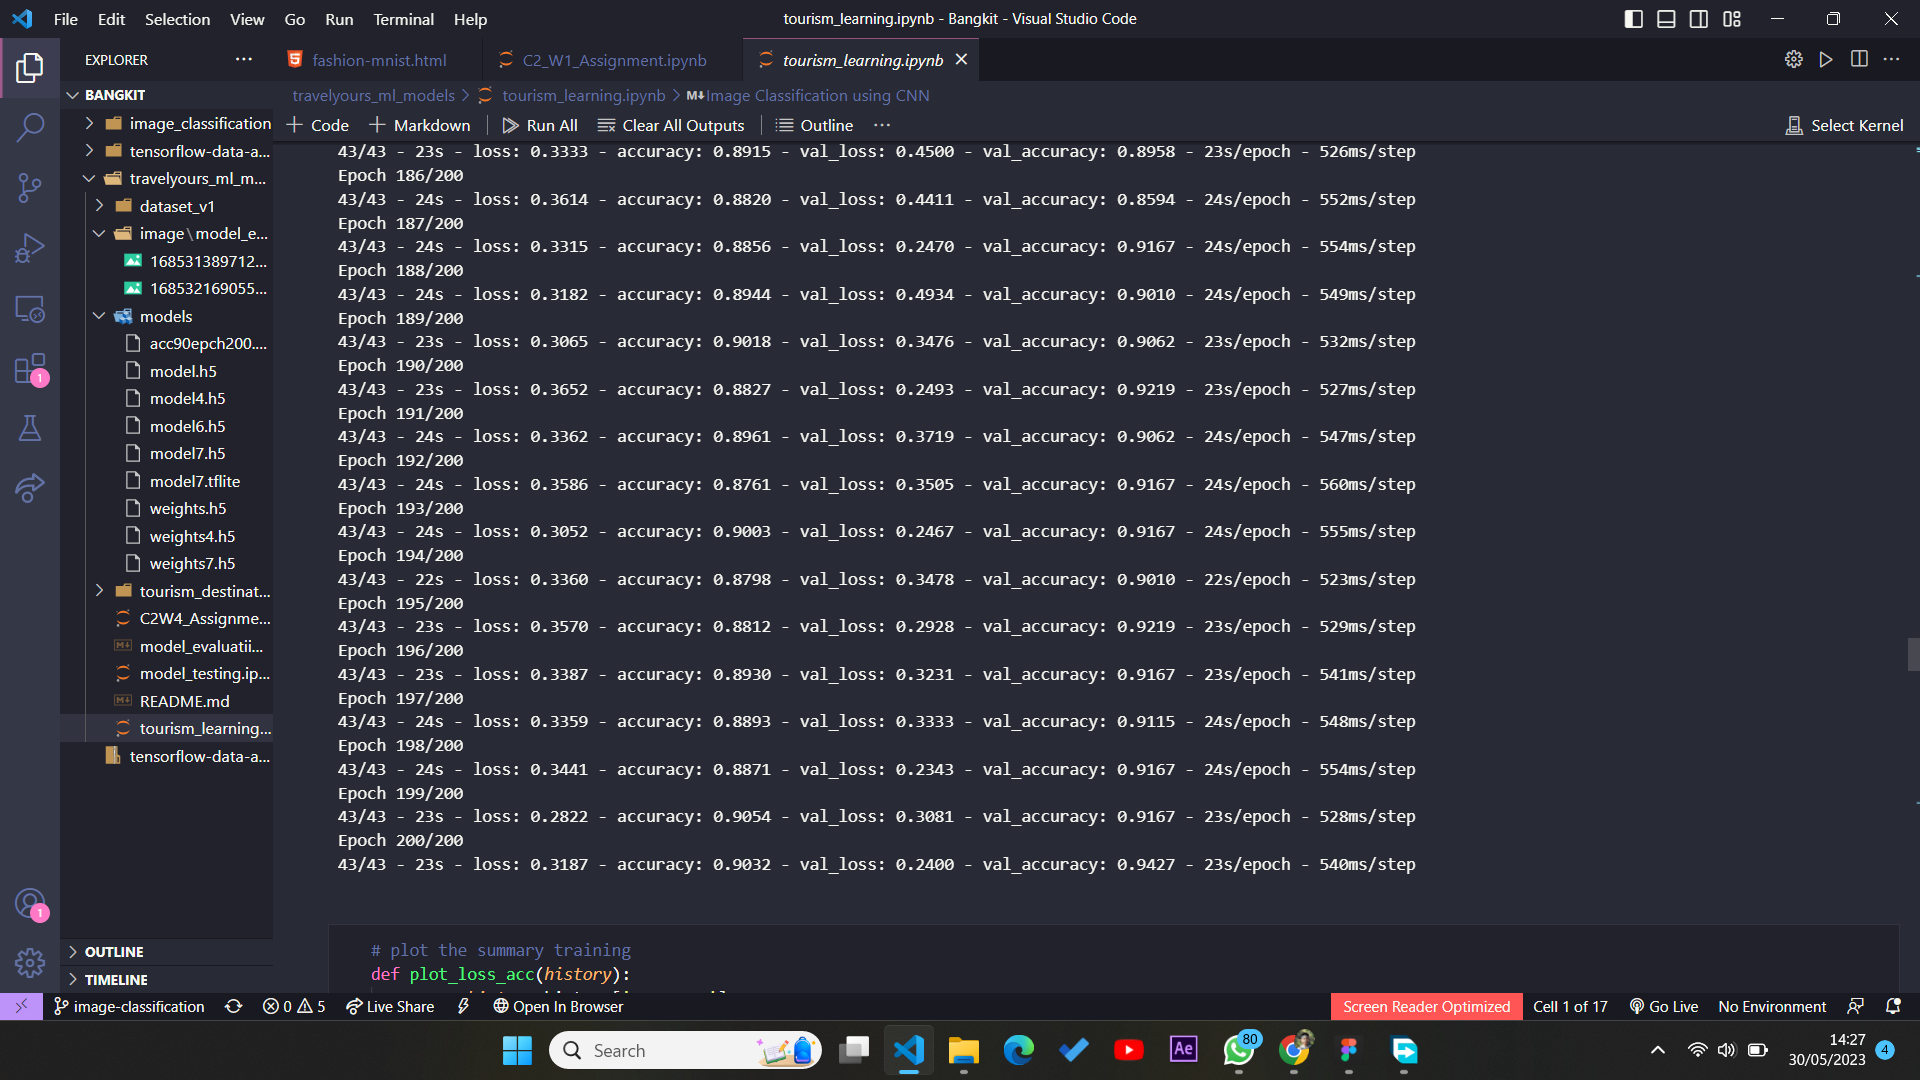 File Edit Selection View Go Run Terminal Help
tourism_learning.ipynb - Bangkit - Visual Studio Code
EXPLORER
fashion-mnist.html
C2_W1_Assignment.ipynb
tourism_learning.ipynb
BANGKIT
image_classification
tensorflow-data-a...
travelyours_ml_m...
dataset_v1
image\model_e...
168531389712...
168532169055...
models
acc90epch200....
model.h5
model4.h5
model6.h5
model7.h5
model7.tflite
weights.h5
weights4.h5
weights7.h5
tourism_destinat...
C2W4_Assignme...
model_evaluatii...
model_testing.ip...
README.md
tourism_learning...
tensorflow-data-a...
OUTLINE
TIMELINE
travelyours_ml_models > tourism_learning.ipynb > M↓Image Classification using CNN
+ Code + Markdown Run All Clear All Outputs Outline ...
Select Kernel
43/43 - 23s - loss: 0.3333 - accuracy: 0.8915 - val_loss: 0.4500 - val_accuracy: 0.8958 - 23s/epoch - 526ms/step
Epoch 186/200
43/43 - 24s - loss: 0.3614 - accuracy: 0.8820 - val_loss: 0.4411 - val_accuracy: 0.8594 - 24s/epoch - 552ms/step
Epoch 187/200
43/43 - 24s - loss: 0.3315 - accuracy: 0.8856 - val_loss: 0.2470 - val_accuracy: 0.9167 - 24s/epoch - 554ms/step
Epoch 188/200
43/43 - 24s - loss: 0.3182 - accuracy: 0.8944 - val_loss: 0.4934 - val_accuracy: 0.9010 - 24s/epoch - 549ms/step
Epoch 189/200
43/43 - 23s - loss: 0.3065 - accuracy: 0.9018 - val_loss: 0.3476 - val_accuracy: 0.9062 - 23s/epoch - 532ms/step
Epoch 190/200
43/43 - 23s - loss: 0.3652 - accuracy: 0.8827 - val_loss: 0.2493 - val_accuracy: 0.9219 - 23s/epoch - 527ms/step
Epoch 191/200
43/43 - 24s - loss: 0.3362 - accuracy: 0.8961 - val_loss: 0.3719 - val_accuracy: 0.9062 - 24s/epoch - 547ms/step
Epoch 192/200
43/43 - 24s - loss: 0.3586 - accuracy: 0.8761 - val_loss: 0.3505 - val_accuracy: 0.9167 - 24s/epoch - 560ms/step
Epoch 193/200
43/43 - 24s - loss: 0.3052 - accuracy: 0.9003 - val_loss: 0.2467 - val_accuracy: 0.9167 - 24s/epoch - 555ms/step
Epoch 194/200
43/43 - 22s - loss: 0.3360 - accuracy: 0.8798 - val_loss: 0.3478 - val_accuracy: 0.9010 - 22s/epoch - 523ms/step
Epoch 195/200
43/43 - 23s - loss: 0.3570 - accuracy: 0.8812 - val_loss: 0.2928 - val_accuracy: 0.9219 - 23s/epoch - 529ms/step
Epoch 196/200
43/43 - 23s - loss: 0.3387 - accuracy: 0.8930 - val_loss: 0.3231 - val_accuracy: 0.9167 - 23s/epoch - 541ms/step
Epoch 197/200
43/43 - 24s - loss: 0.3359 - accuracy: 0.8893 - val_loss: 0.3333 - val_accuracy: 0.9115 - 24s/epoch - 548ms/step
Epoch 198/200
43/43 - 24s - loss: 0.3441 - accuracy: 0.8871 - val_loss: 0.2343 - val_accuracy: 0.9167 - 24s/epoch - 554ms/step
Epoch 199/200
43/43 - 23s - loss: 0.2822 - accuracy: 0.9054 - val_loss: 0.3081 - val_accuracy: 0.9167 - 23s/epoch - 528ms/step
Epoch 200/200
43/43 - 23s - loss: 0.3187 - accuracy: 0.9032 - val_loss: 0.2400 - val_accuracy: 0.9427 - 23s/epoch - 540ms/step
# plot the summary training
def plot_loss_acc(history):
image-classification 0 5 Live Share Open In Browser
Screen Reader Optimized Cell 1 of 17 Go Live No Environment
Search
Ae
80
14:27
30/05/2023
4
1
1